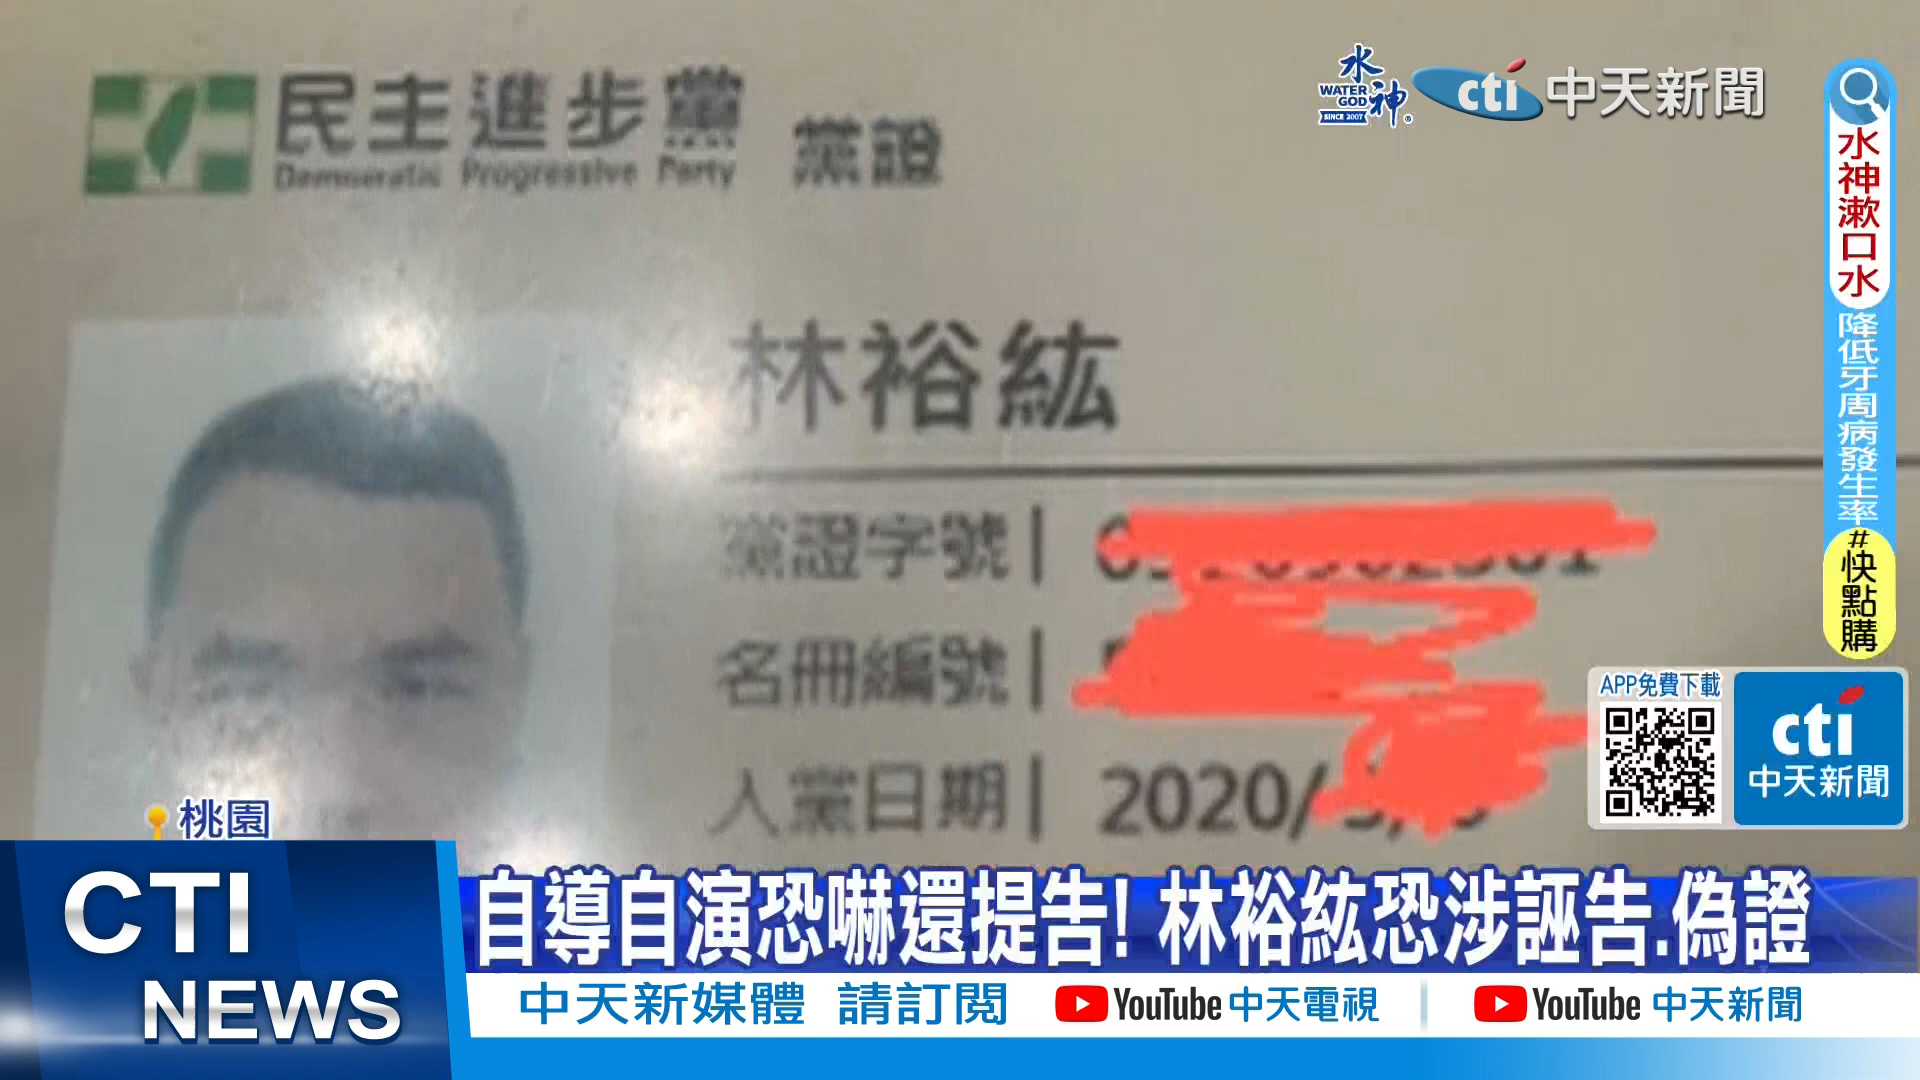 民主進步黨 黨證
Democratic Progressive Party
水神
WATER GOD
SINCE 2007
cti 中天新聞
水神漱口水
降低牙周病發生率
#快點購
林裕紘
黨證字號
名冊編號
入黨日期 2020/
APP免費下載
cti
中天新聞
桃園
CTI NEWS
自導自演恐嚇還提告! 林裕紘恐涉誣告.偽證
中天新媒體 請訂閱 YouTube 中天電視 | YouTube 中天新聞